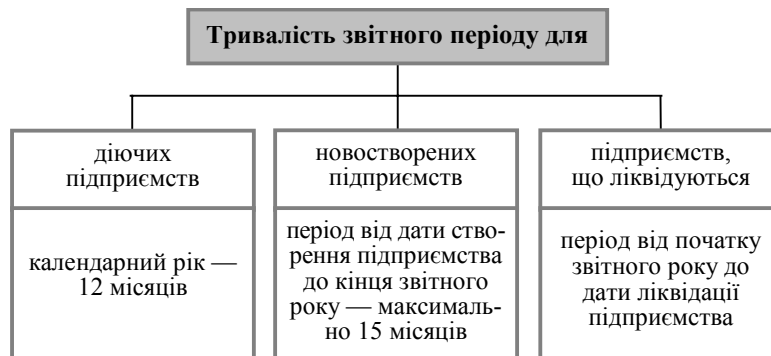 Тривалість звітного періоду для
діючих
підприємств
календарний рік —
12 місяців
новостворених
підприємств
період від дати ство-
рення підприємства
до кінця звітного
року — максималь-
но 15 місяців
підприємств,
що ліквідуються
період від початку
звітного року до
дати ліквідації
підприємства